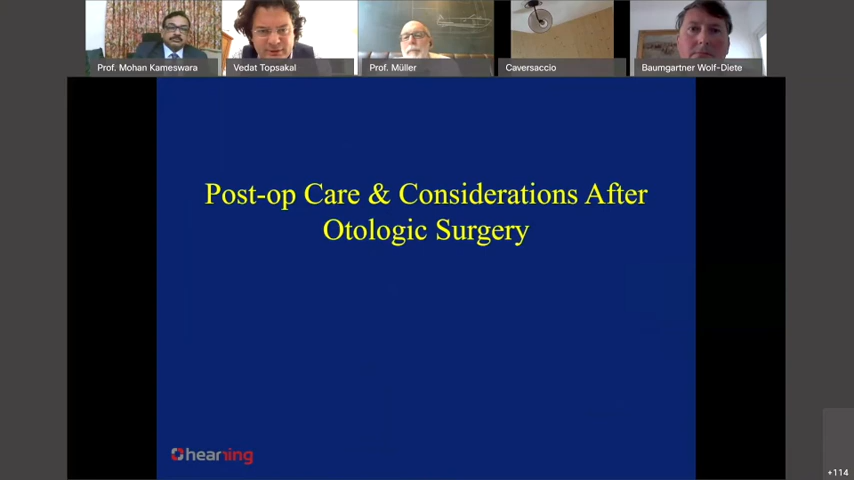 Prof. Mohan Kameswara
Vedat Topsakal
Prof. Müller
Caversaccio
Baumgartner Wolf-Diete
Post-op Care & Considerations After
Otologic Surgery
hearring
+114